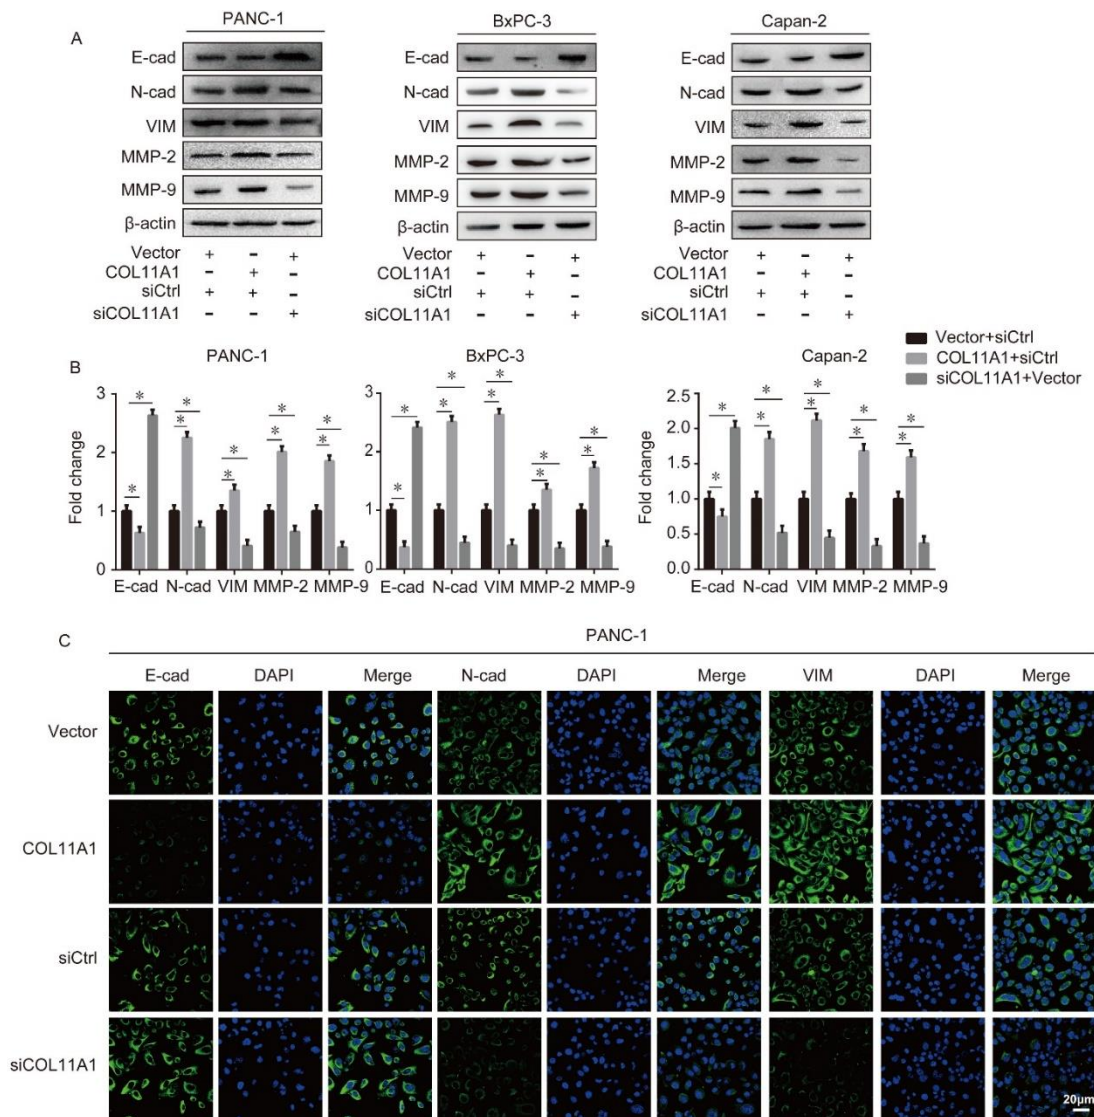 A
PANC-1
BxPC-3
Capan-2
E-cad
E-cad
E-cad
N-cad
N-cad
N-cad
VIM
VIM
VIM
MMP-2
MMP-2
MMP-2
MMP-9
MMP-9
MMP-9
β-actin
β-actin
β-actin
Vector + - +
Vector + - +
Vector + - +
COL11A1 - + -
COL11A1 - + -
COL11A1 - + -
siCtrl + + -
siCtrl + + -
siCtrl + + -
siCOL11A1 - - +
siCOL11A1 - - +
siCOL11A1 - - +
Vector+siCtrl
COL11A1+siCtrl
siCOL11A1+Vector
B
PANC-1
Fold change
3
2
1
0
* * * * * * * * * *
E-cad N-cad VIM MMP-2 MMP-9
BxPC-3
3
2
1
0
* * * * * * * * * *
E-cad N-cad VIM MMP-2 MMP-9
Capan-2
Fold change
2.5
2.0
1.5
1.0
0.5
0.0
* * * * * * * * * *
E-cad N-cad VIM MMP-2 MMP-9
C
PANC-1
E-cad DAPI Merge N-cad DAPI Merge VIM DAPI Merge
Vector
COL11A1
siCtrl
siCOL11A1
20μm